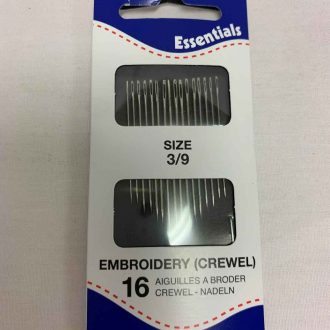 Essentials
SIZE
3/9
EMBROIDERY (CREWEL)
16 AIGUILLES A BRODER
CREWEL - NADELN